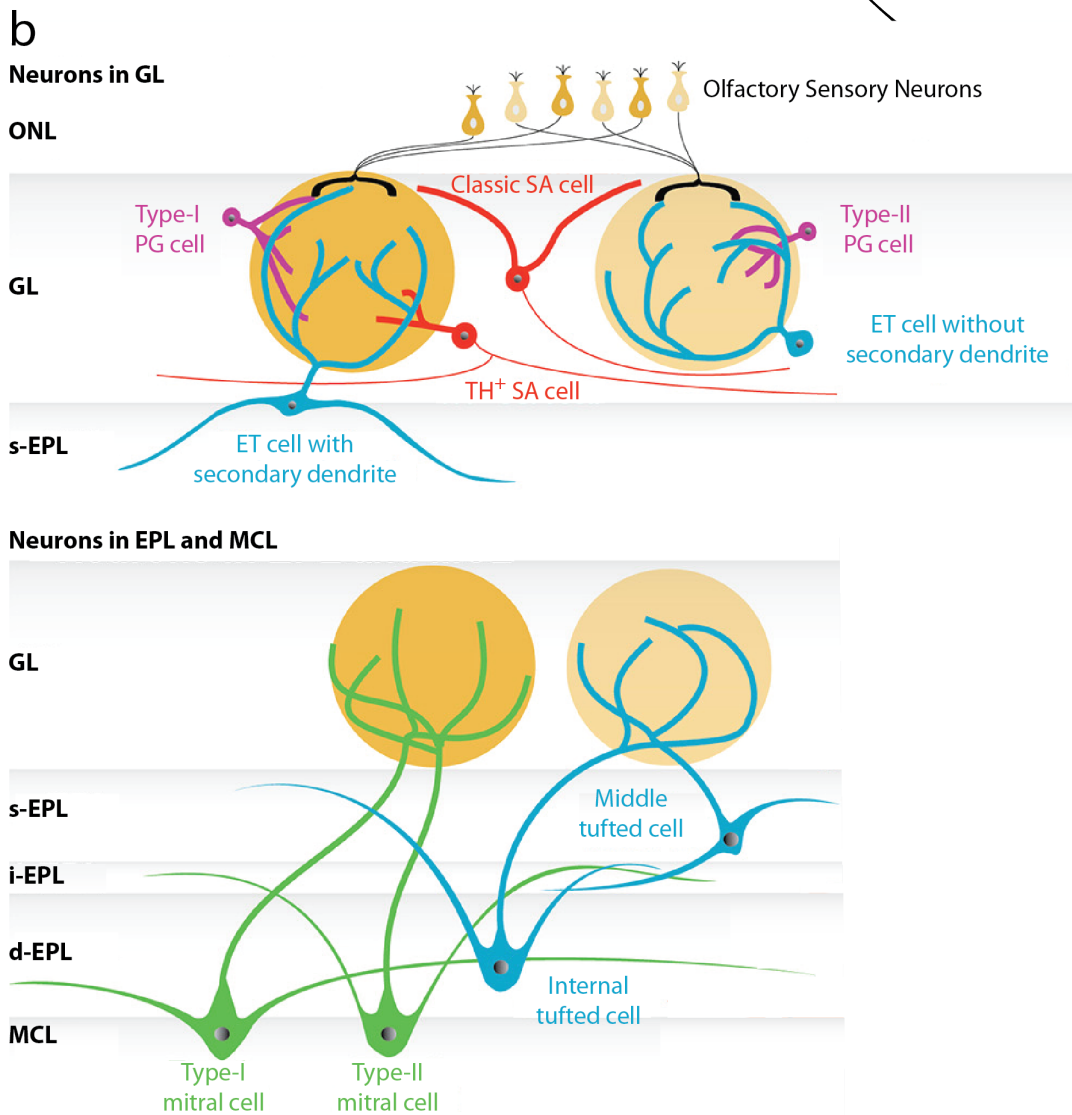 b
Neurons in GL
Olfactory Sensory Neurons
ONL
Classic SA cell
Type-I
PG cell
Type-II
PG cell
GL
ET cell without
secondary dendrite
TH+ SA cell
s-EPL
ET cell with
secondary dendrite
Neurons in EPL and MCL
GL
s-EPL
Middle
tufted cell
i-EPL
d-EPL
Internal
tufted cell
MCL
Type-I
mitral cell
Type-II
mitral cell